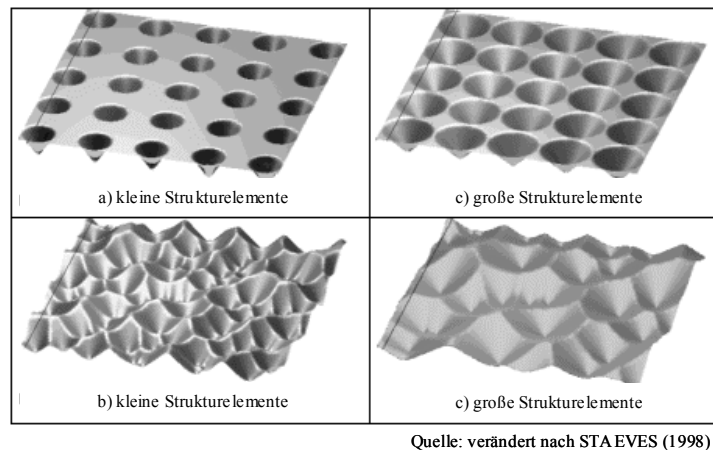 a) kleine Strukturelemente
c) große Strukturelemente
b) kleine Strukturelemente
c) große Strukturelemente
Quelle: verändert nach STAEVES (1998)